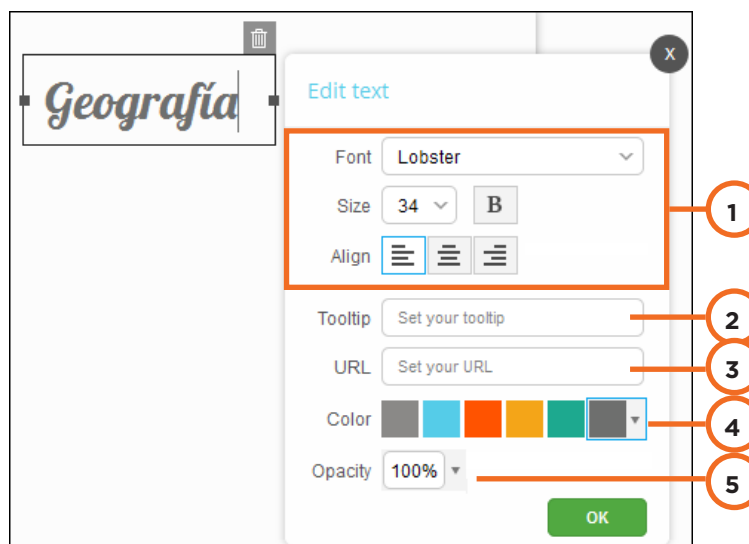 Geografía
X
Edit text
Font Lobster
Size 34 B
1
Align
Tooltip Set your tooltip 2
URL Set your URL 3
Color 4
Opacity 100% 5
OK